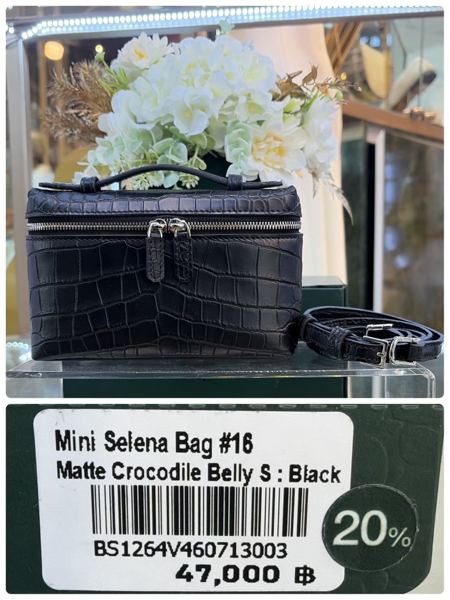 Mini Selena Bag #16
Matte Crocodile Belly S : Black
BS1264V460713003
47,000 ฿
20%